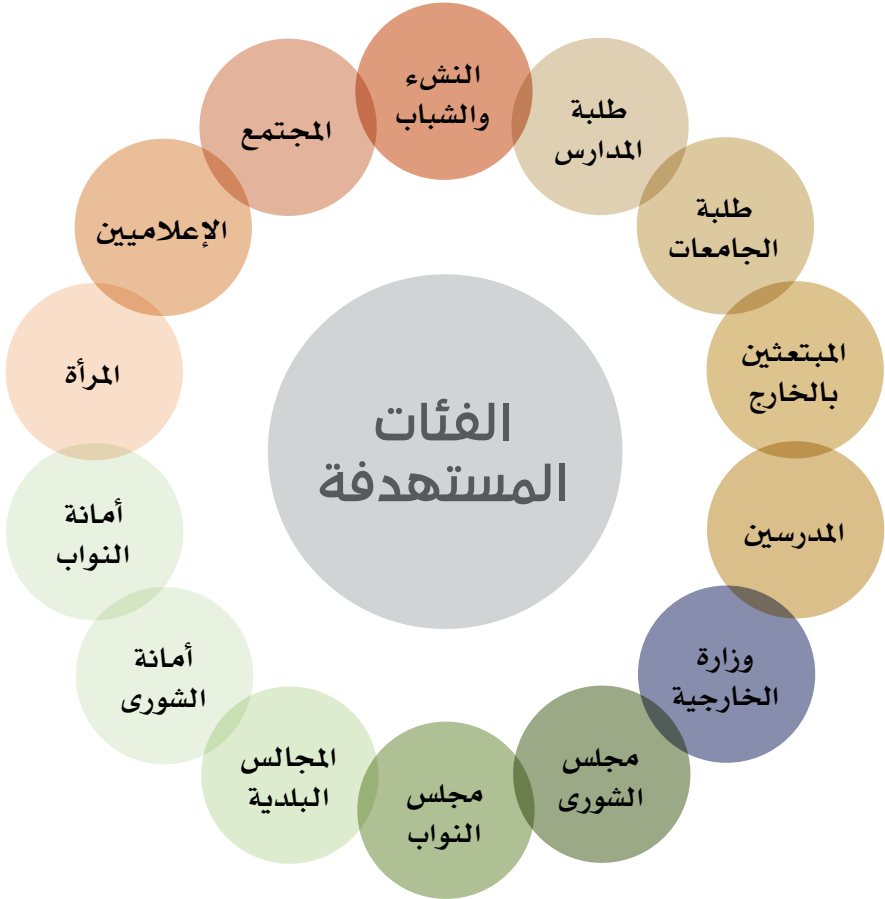 الفئات
المستهدفة
النشء
والشباب
طلبة
المدارس
طلبة
الجامعات
المبتعثين
بالخارج
المدرسين
وزارة
الخارجية
مجلس
الشورى
مجلس
النواب
المجالس
البلدية
أمانة
الشورى
أمانة
النواب
المرأة
الإعلاميين
المجتمع